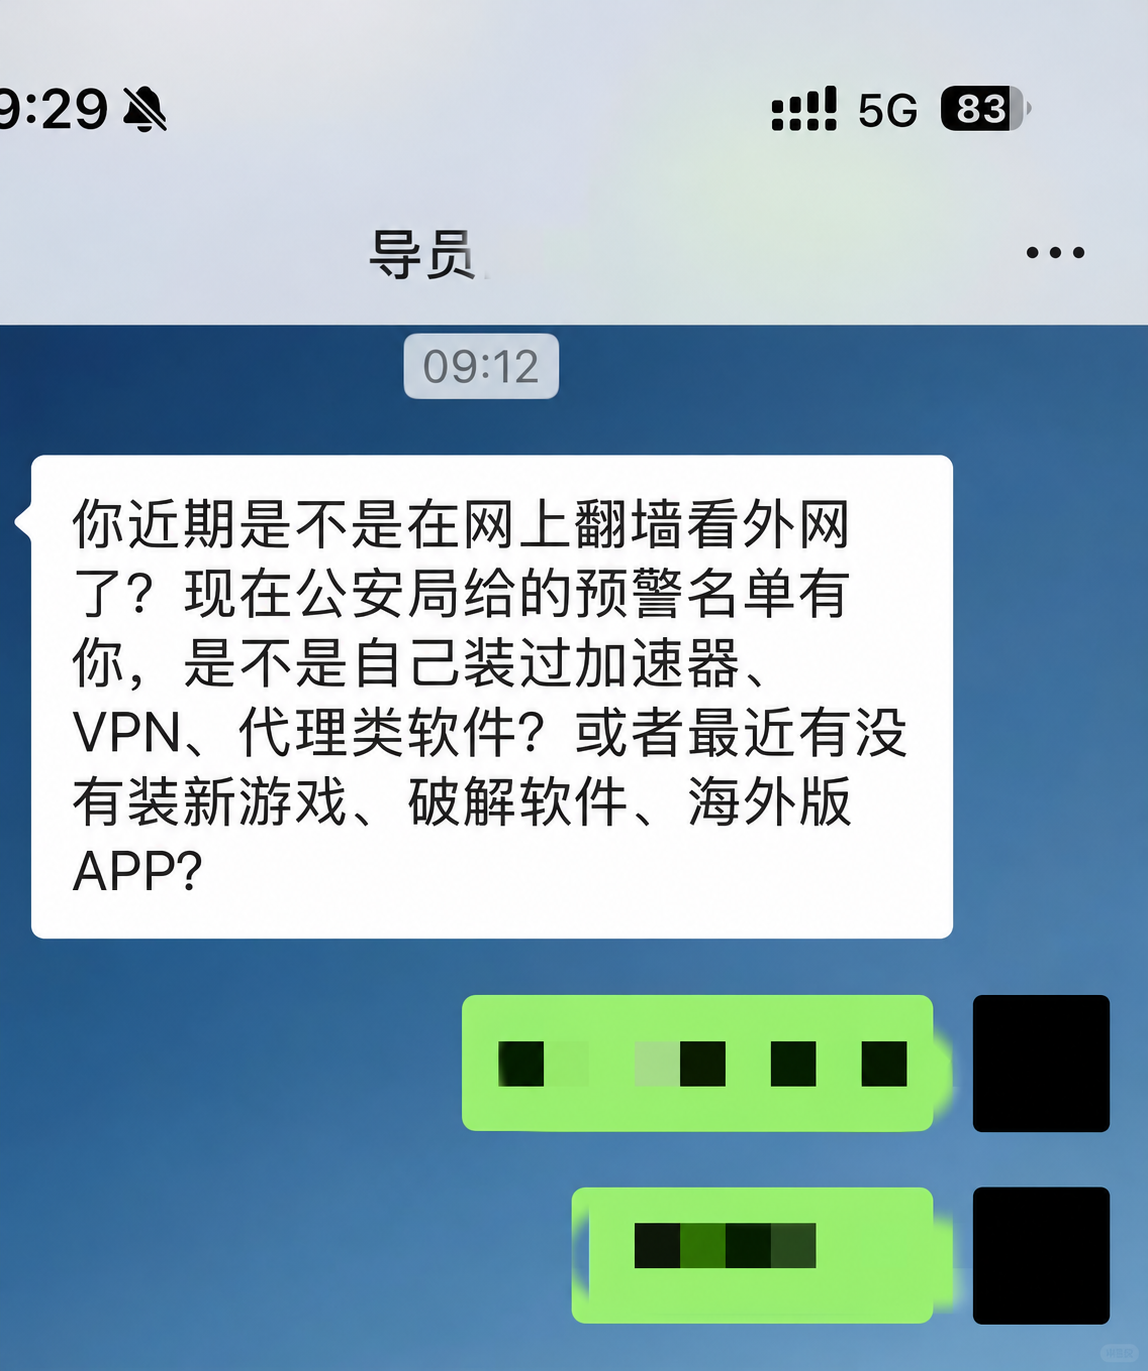 9:29
5G 83
导员
09:12
你近期是不是在网上翻墙看外网
了？现在公安局给的预警名单有
你，是不是自己装过加速器、
VPN、代理类软件？或者最近有没
有装新游戏、破解软件、海外版
APP？